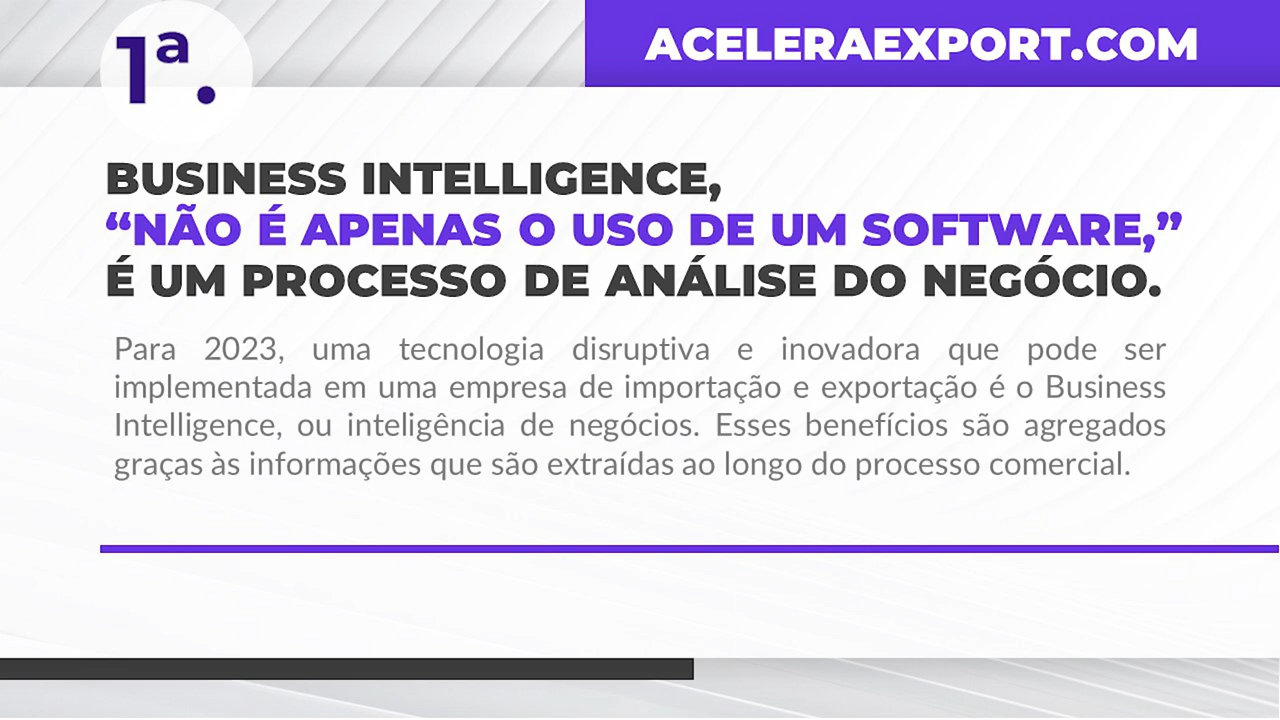 1ª.
ACELERAEXPORT.COM
BUSINESS INTELLIGENCE,
“NÃO É APENAS O USO DE UM SOFTWARE,”
É UM PROCESSO DE ANÁLISE DO NEGÓCIO.
Para 2023, uma tecnologia disruptiva e inovadora que pode ser
implementada em uma empresa de importação e exportação é o Business
Intelligence, ou inteligência de negócios. Esses benefícios são agregados
graças às informações que são extraídas ao longo do processo comercial.